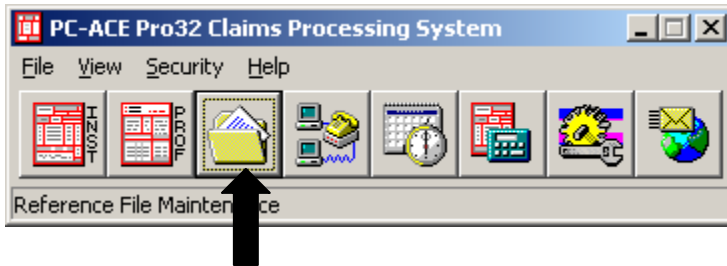 PC-ACE Pro32 Claims Processing System
File View Security Help
INST PROF
Reference File Maintenance